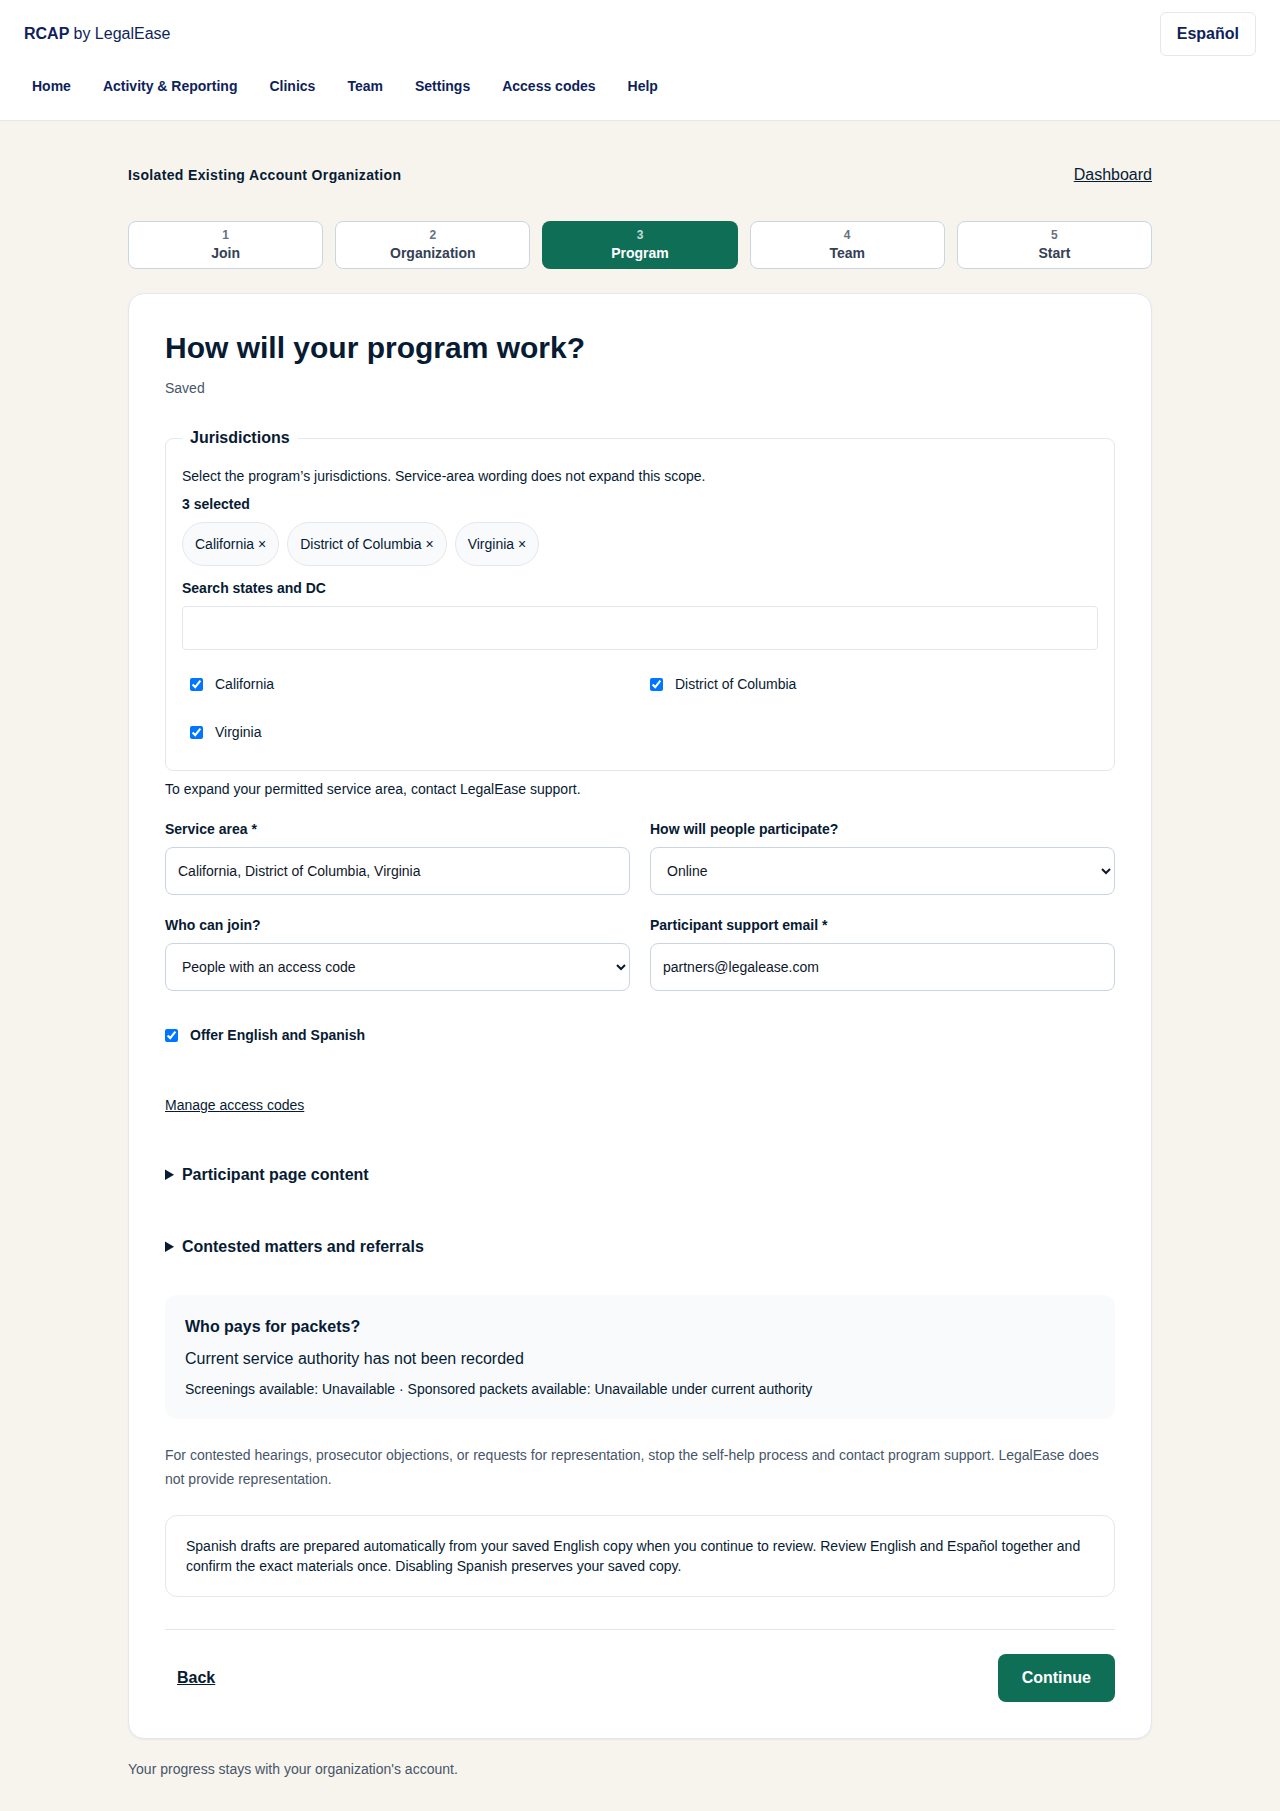 RCAP by LegalEase
Español
Home Activity & Reporting Clinics Team Settings Access codes Help
Isolated Existing Account Organization
Dashboard
1
Join
2
Organization
3
Program
4
Team
5
Start
How will your program work?
Saved
Jurisdictions
Select the program’s jurisdictions. Service-area wording does not expand this scope.
3 selected
California × District of Columbia × Virginia ×
Search states and DC
California
District of Columbia
Virginia
To expand your permitted service area, contact LegalEase support.
Service area *
California, District of Columbia, Virginia
How will people participate?
Online
Who can join?
People with an access code
Participant support email *
partners@legalease.com
Offer English and Spanish
Manage access codes
Participant page content
Contested matters and referrals
Who pays for packets?
Current service authority has not been recorded
Screenings available: Unavailable · Sponsored packets available: Unavailable under current authority
For contested hearings, prosecutor objections, or requests for representation, stop the self-help process and contact program support. LegalEase does
not provide representation.
Spanish drafts are prepared automatically from your saved English copy when you continue to review. Review English and Español together and
confirm the exact materials once. Disabling Spanish preserves your saved copy.
Back
Continue
Your progress stays with your organization's account.